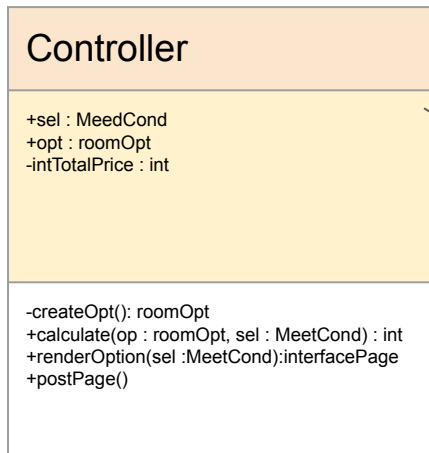 Controller
+sel : MeedCond
+opt : roomOpt
-intTotalPrice : int
-createOpt(): roomOpt
+calculate(op : roomOpt, sel : MeetCond) : int
+renderOption(sel :MeetCond):interfacePage
+postPage()